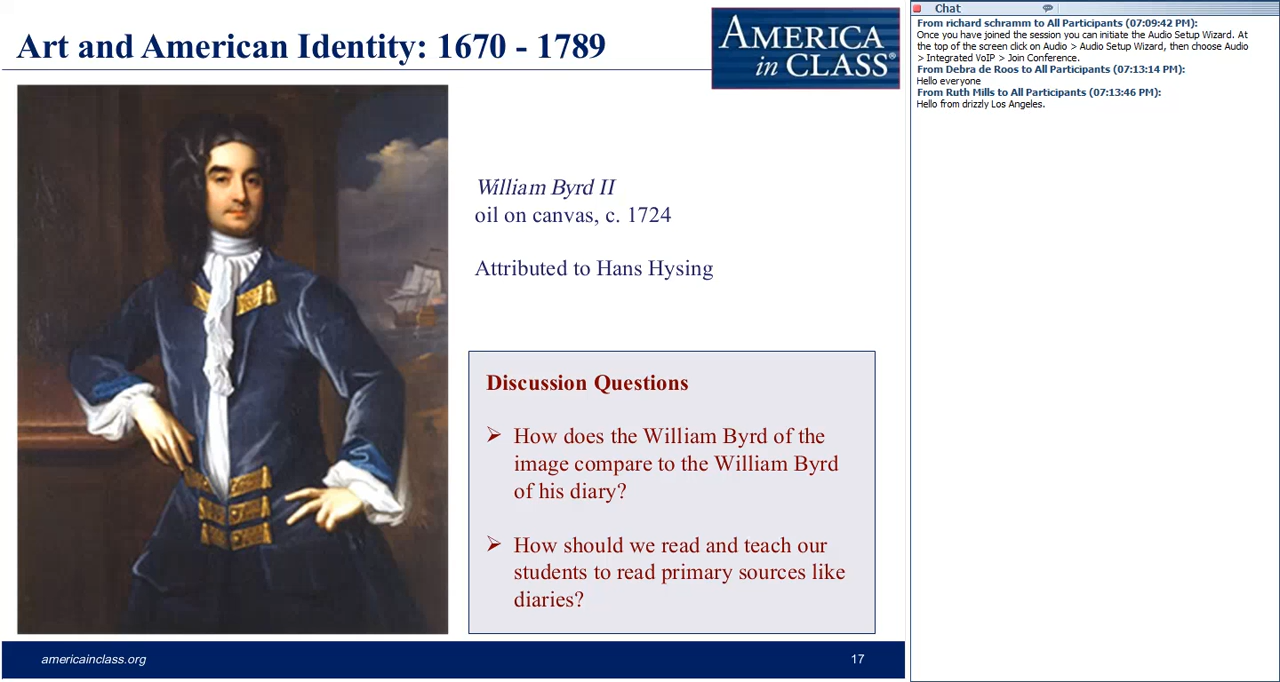 Art and American Identity: 1670 - 1789
AMERICA
in CLASS®
William Byrd II
oil on canvas, c. 1724
Attributed to Hans Hysing
Discussion Questions
➢ How does the William Byrd of the
image compare to the William Byrd
of his diary?
➢ How should we read and teach our
students to read primary sources like
diaries?
americainclass.org
17
Chat
From richard schramm to All Participants (07:09:42 PM):
Once you have joined the session you can initiate the Audio Setup Wizard. At
the top of the screen click on Audio > Audio Setup Wizard, then choose Audio
> Integrated VoIP > Join Conference.
From Debra de Roos to All Participants (07:13:14 PM):
Hello everyone
From Ruth Mills to All Participants (07:13:46 PM):
Hello from drizzly Los Angeles.